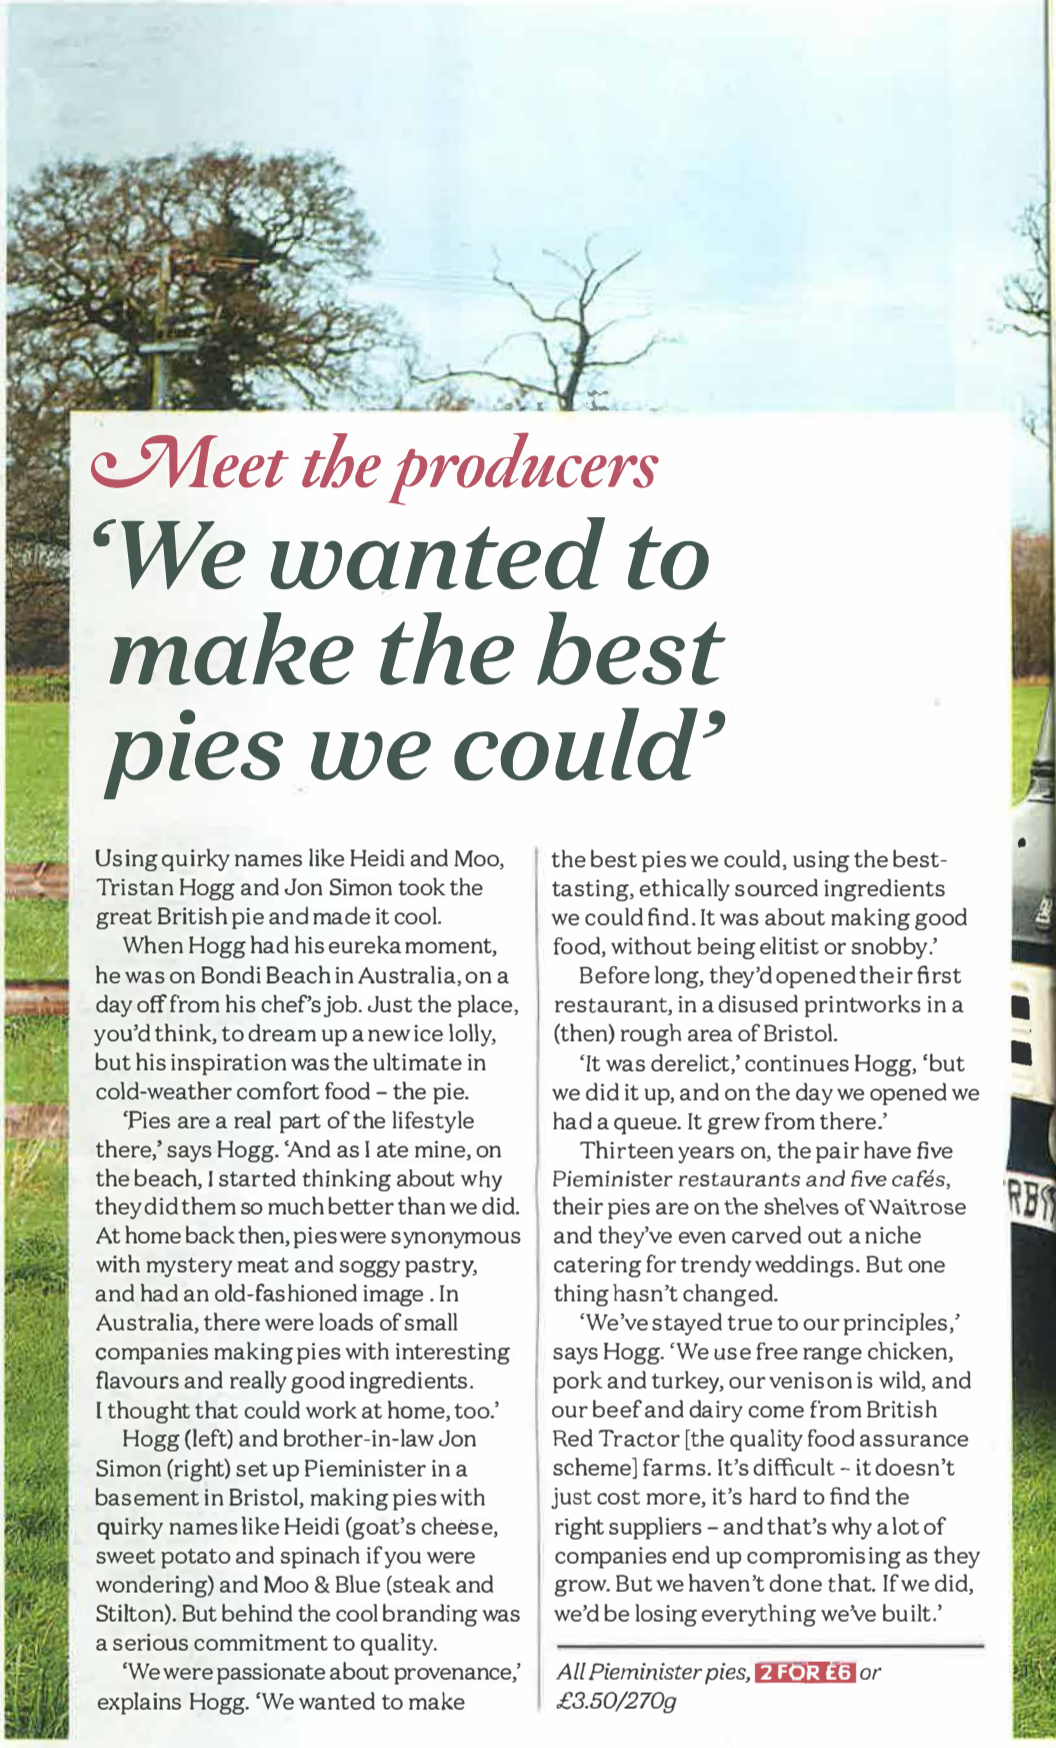 Meet the producers
‘We wanted to
make the best
pies we could’
Using quirky names like Heidi and Moo,
Tristan Hogg and Jon Simon took the
great British pie and made it cool.
When Hogg had his eureka moment,
he was on Bondi Beach in Australia, on a
day off from his chef’s job. Just the place,
you’d think, to dream up a new ice lolly,
but his inspiration was the ultimate in
cold-weather comfort food – the pie.
‘Pies are a real part of the lifestyle
there,’ says Hogg. ‘And as I ate mine, on
the beach, I started thinking about why
they did them so much better than we did.
At home back then, pies were synonymous
with mystery meat and soggy pastry,
and had an old-fashioned image . In
Australia, there were loads of small
companies making pies with interesting
flavours and really good ingredients.
I thought that could work at home, too.’
Hogg (left) and brother-in-law Jon
Simon (right) set up Pieminister in a
basement in Bristol, making pies with
quirky names like Heidi (goat’s cheese,
sweet potato and spinach if you were
wondering) and Moo & Blue (steak and
Stilton). But behind the cool branding was
a serious commitment to quality.
‘We were passionate about provenance,’
explains Hogg. ‘We wanted to make
the best pies we could, using the best-
tasting, ethically sourced ingredients
we could find. It was about making good
food, without being elitist or snobby.’
Before long, they’d opened their first
restaurant, in a disused printworks in a
(then) rough area of Bristol.
‘It was derelict,’ continues Hogg, ‘but
we did it up, and on the day we opened we
had a queue. It grew from there.’
Thirteen years on, the pair have five
Pieminister restaurants and five cafés,
their pies are on the shelves of Waitrose
and they’ve even carved out a niche
catering for trendy weddings. But one
thing hasn’t changed.
‘We’ve stayed true to our principles,’
says Hogg. ‘We use free range chicken,
pork and turkey, our venison is wild, and
our beef and dairy come from British
Red Tractor [the quality food assurance
scheme] farms. It’s difficult – it doesn’t
just cost more, it’s hard to find the
right suppliers – and that’s why a lot of
companies end up compromising as they
grow. But we haven’t done that. If we did,
we’d be losing everything we’ve built.’
All Pieminister pies, 2 FOR £6 or
£3.50/270g